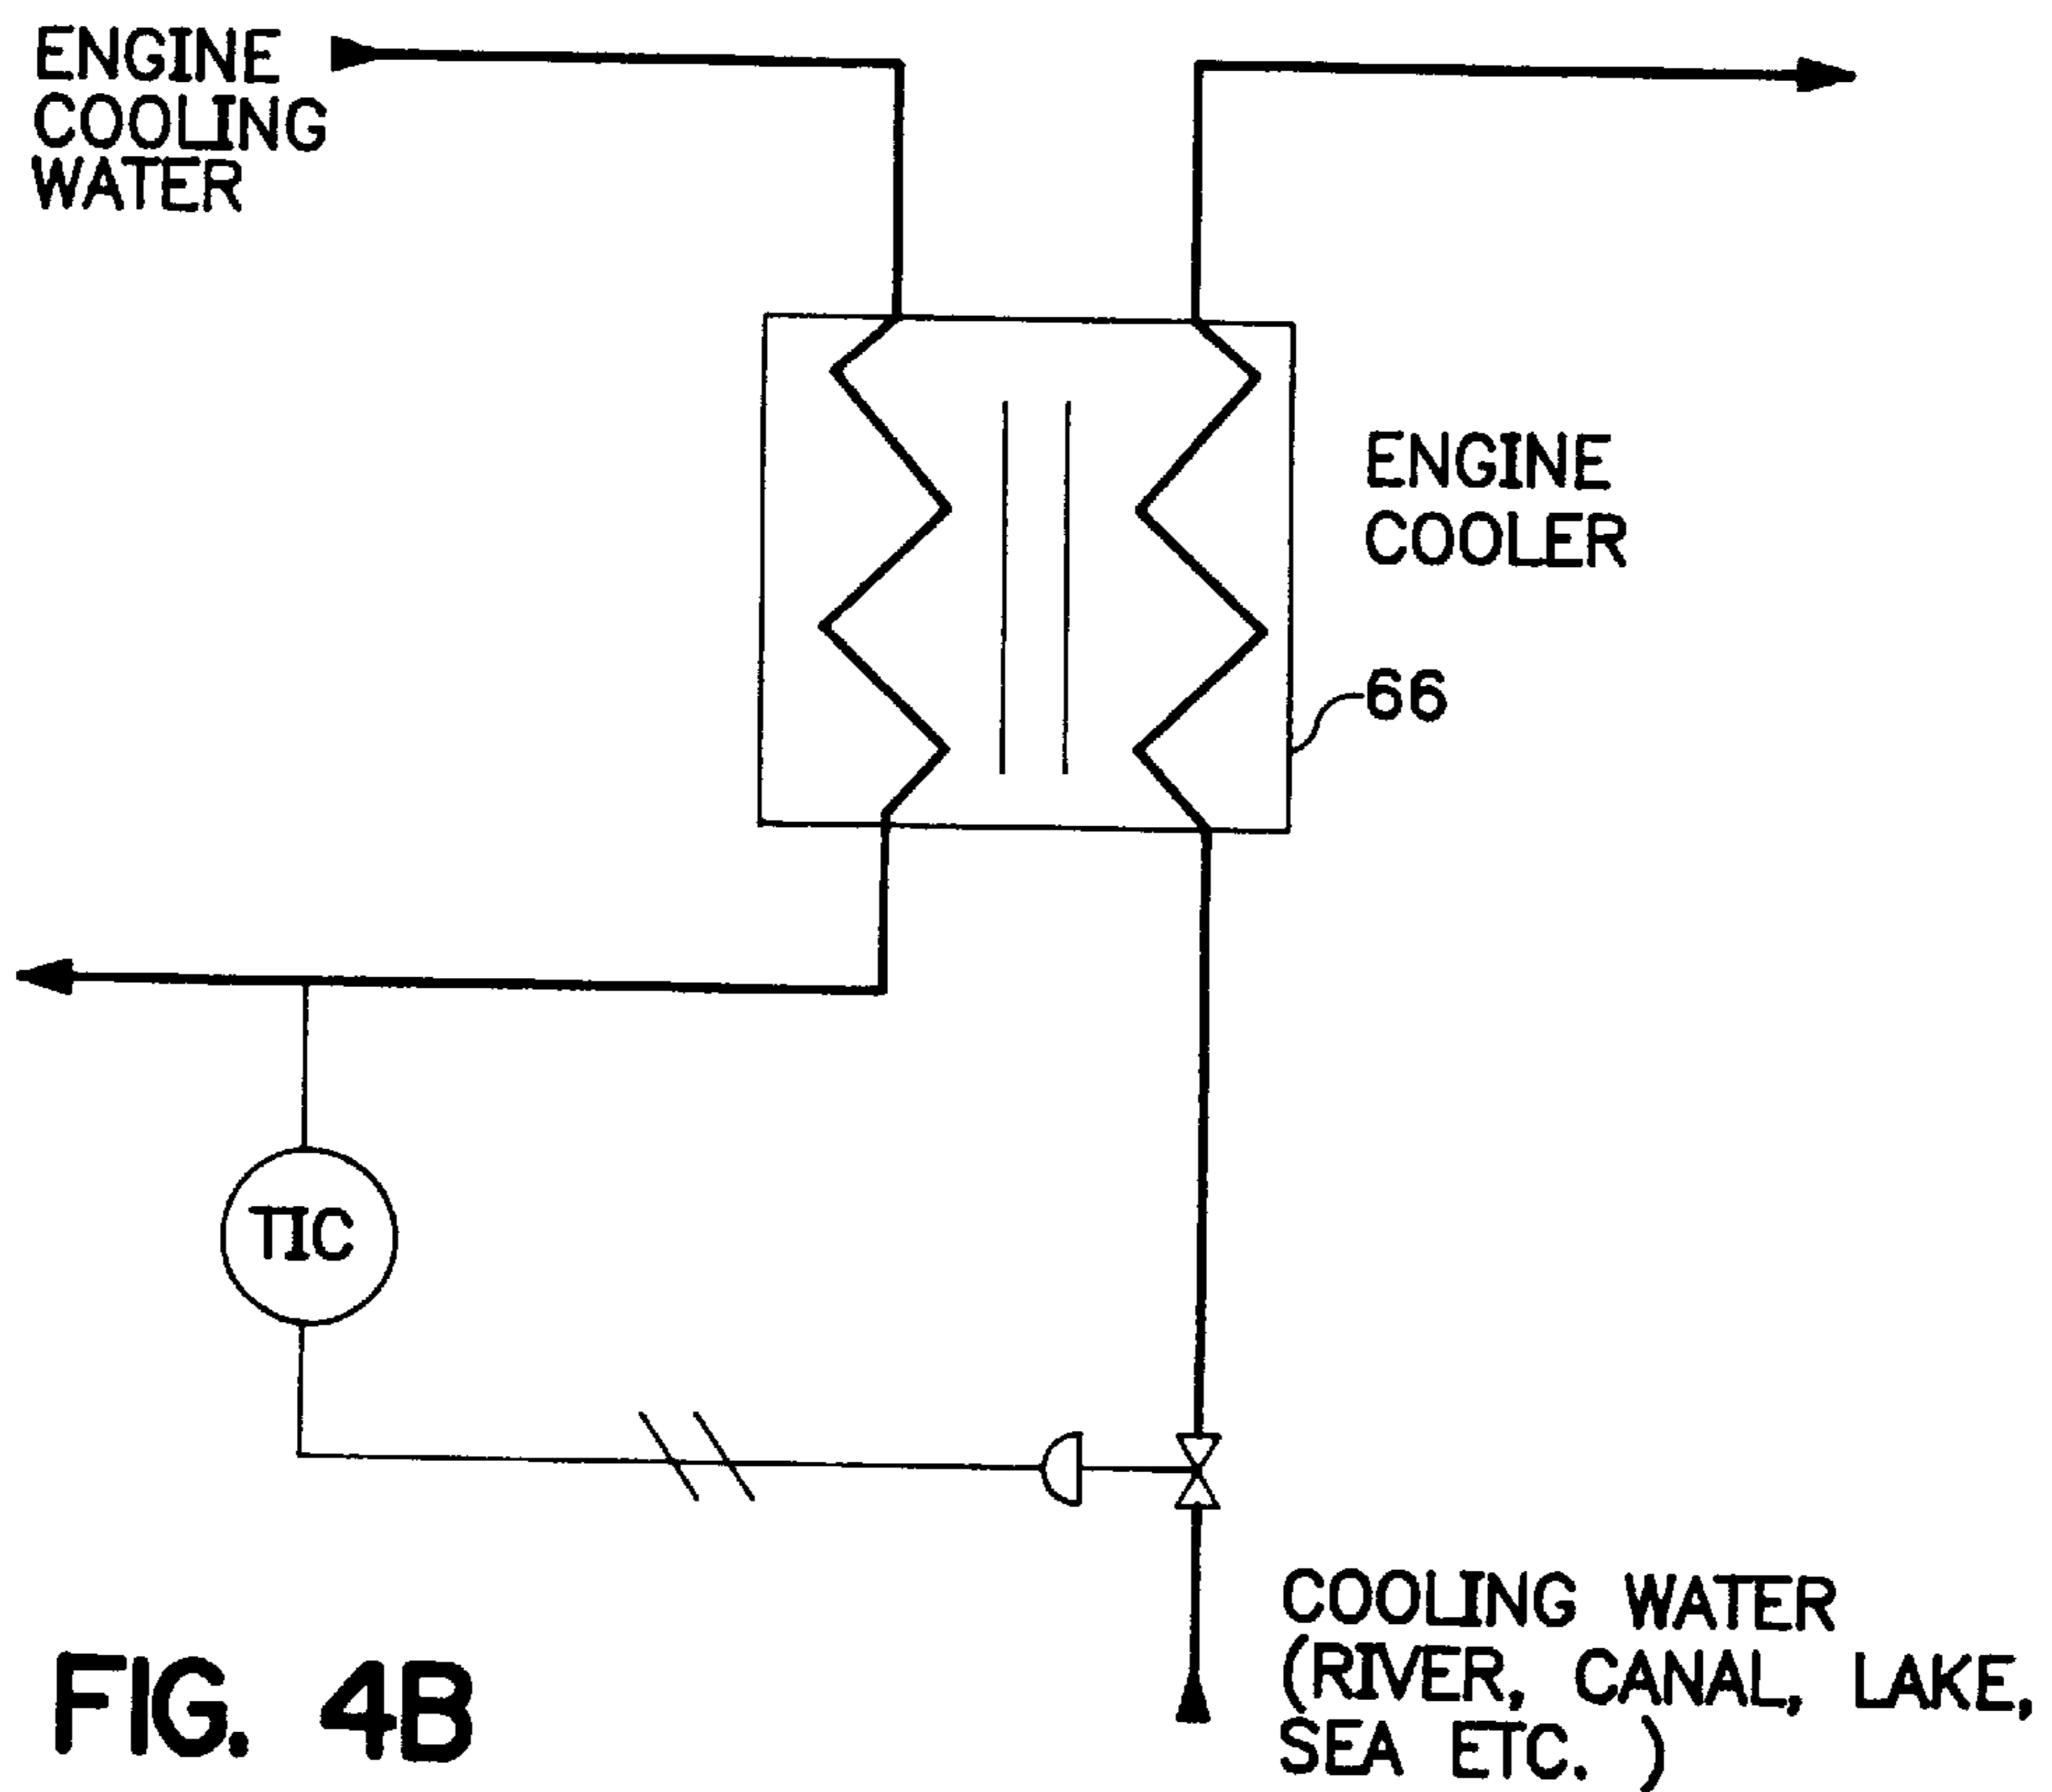 ENGINE
COOLING
WATER
ENGINE
COOLER
66
TIC
COOLING WATER
(RIVER, CANAL, LAKE,
SEA ETC. )
FIG. 4B